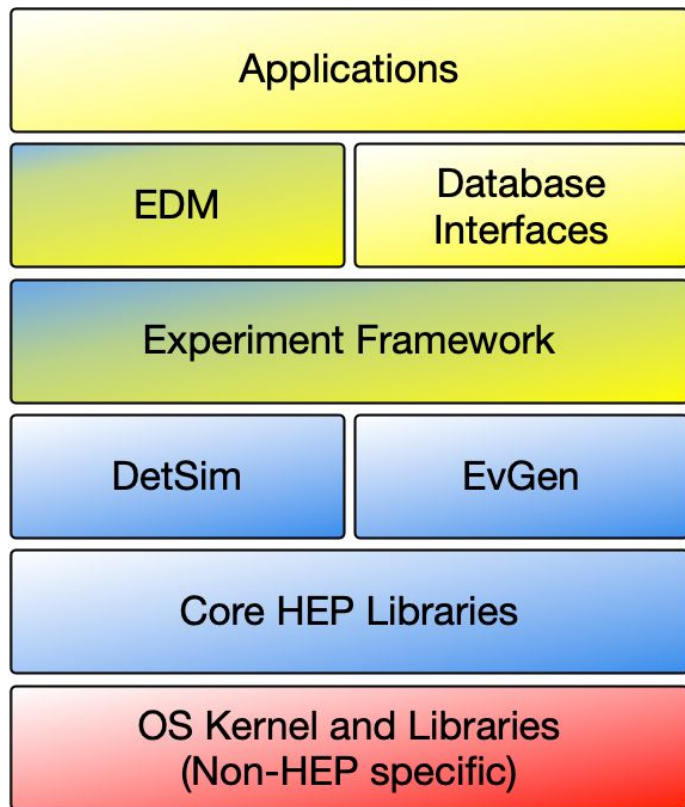 Applications
EDM
Database
Interfaces
Experiment Framework
DetSim
EvGen
Core HEP Libraries
OS Kernel and Libraries
(Non-HEP specific)